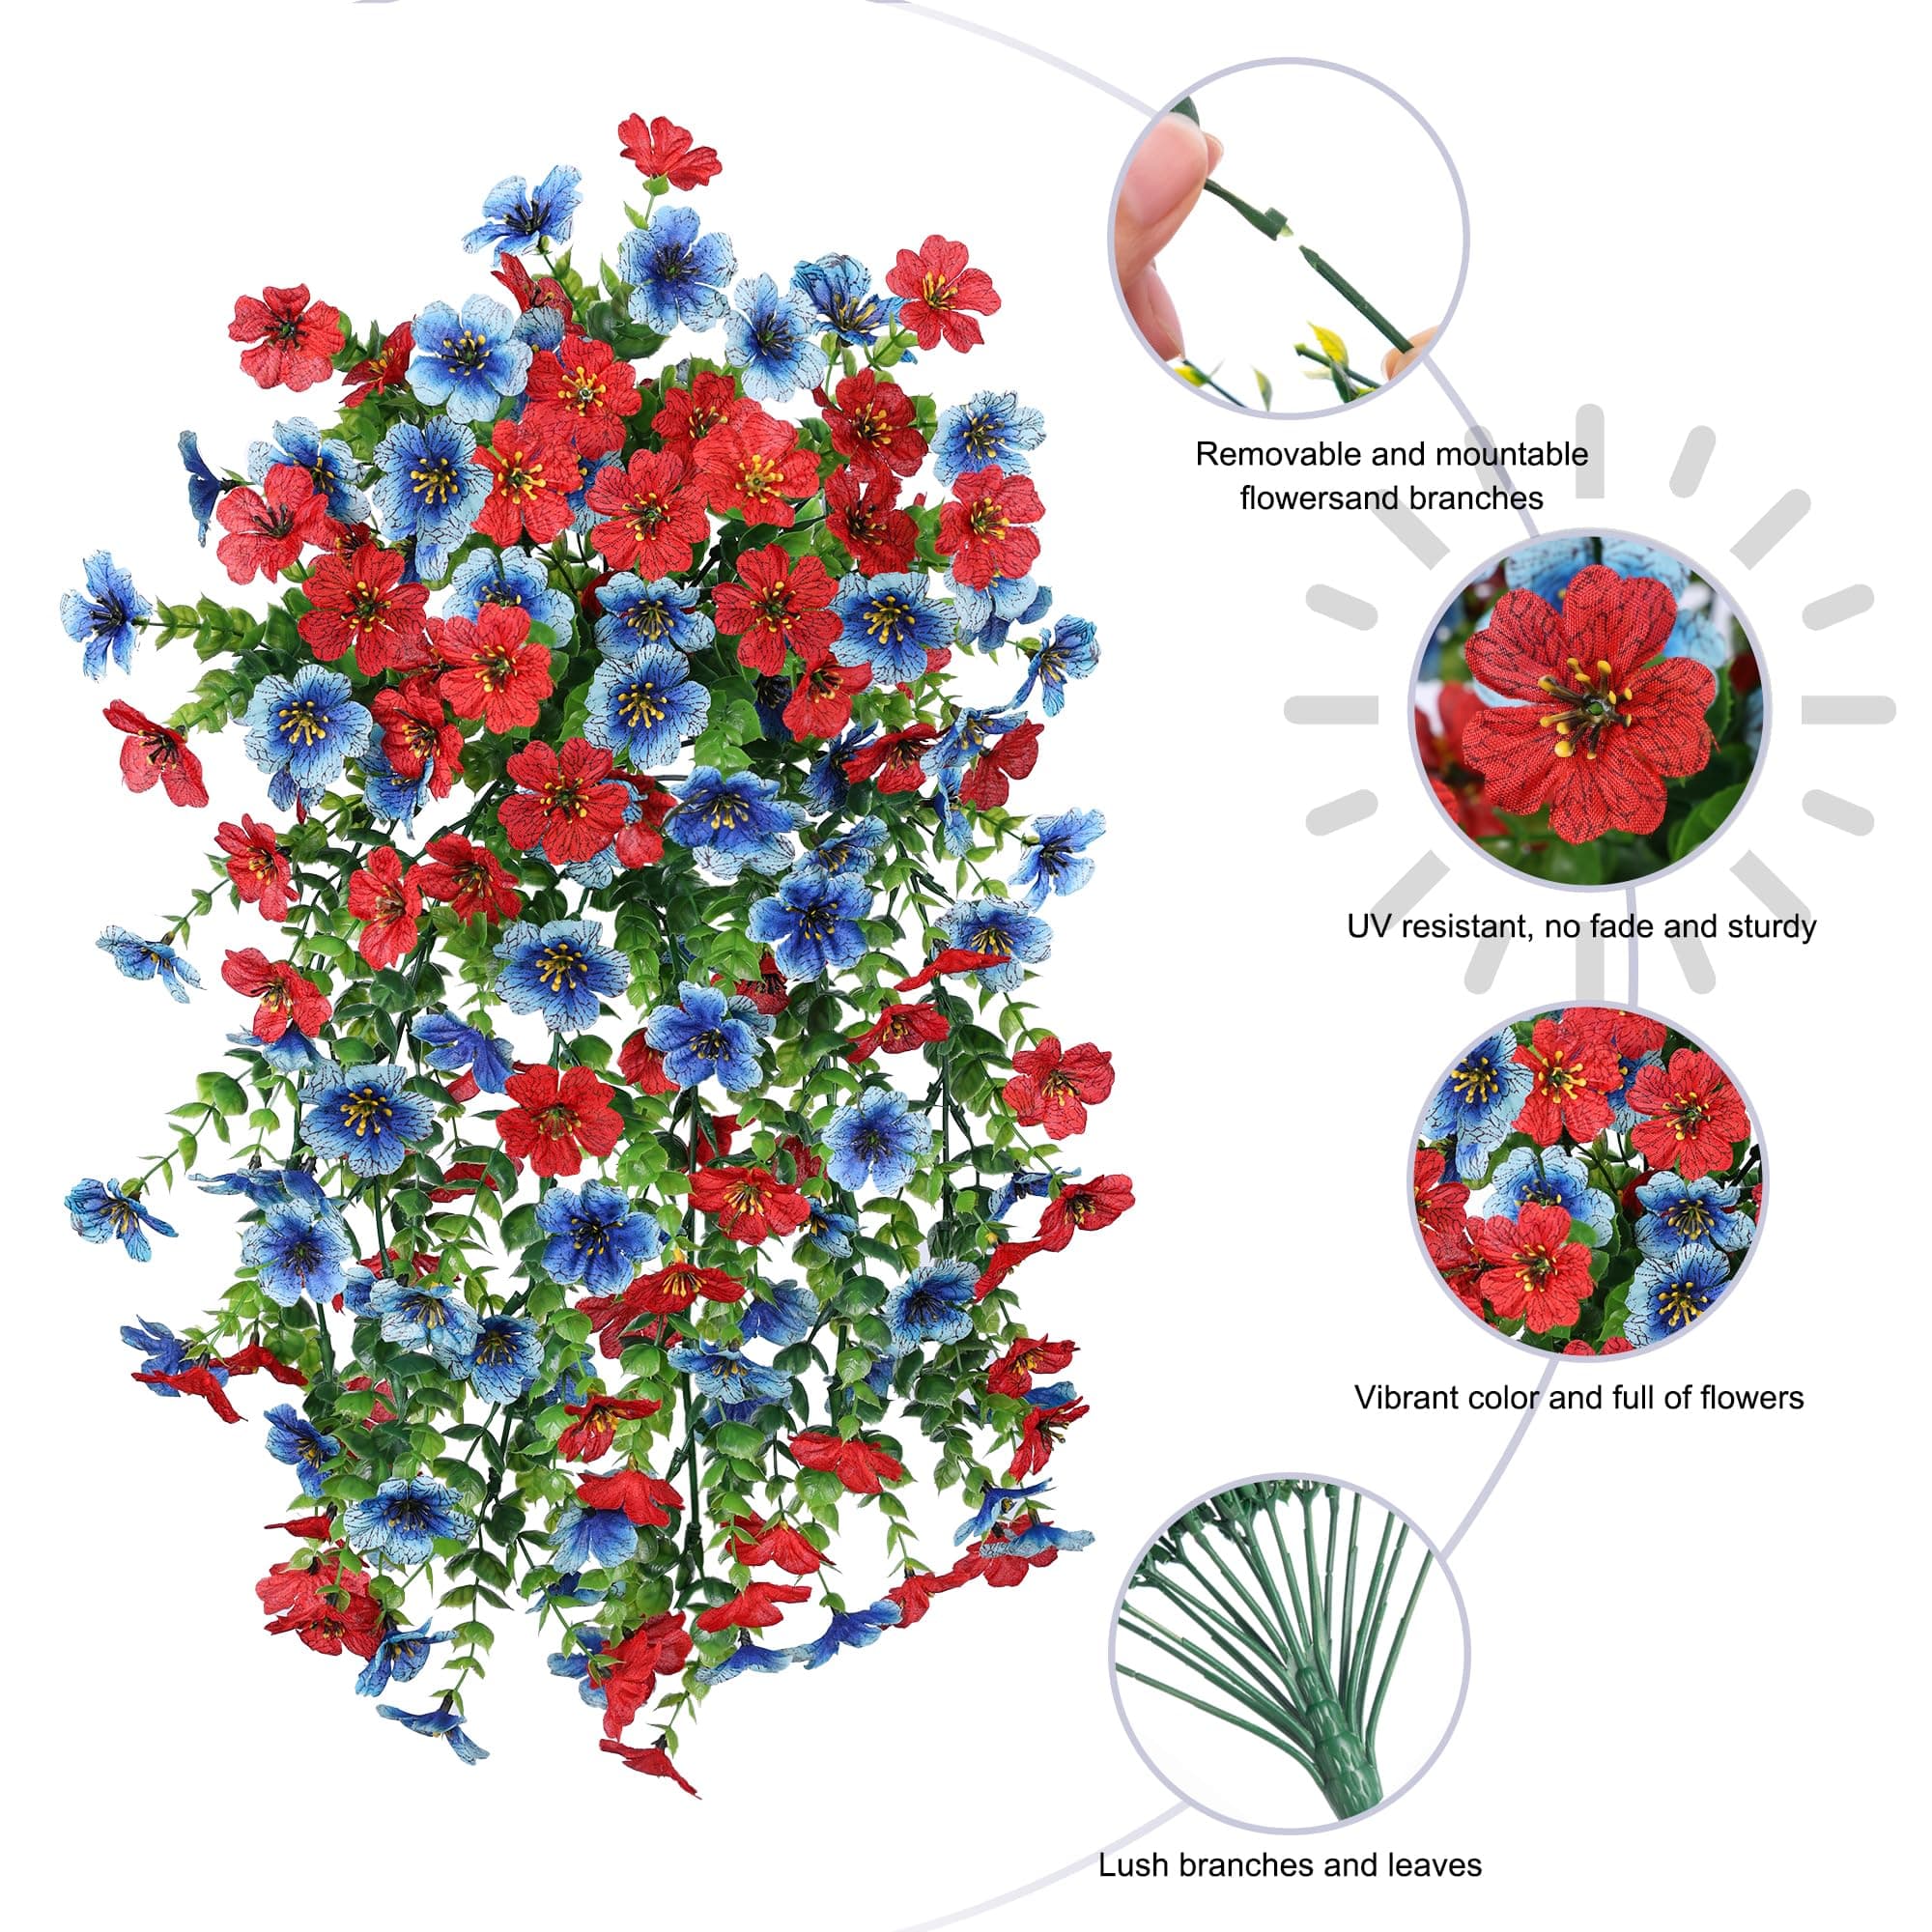 Removable and mountable
flowersand branches
UV resistant, no fade and sturdy
Vibrant color and full of flowers
Lush branches and leaves